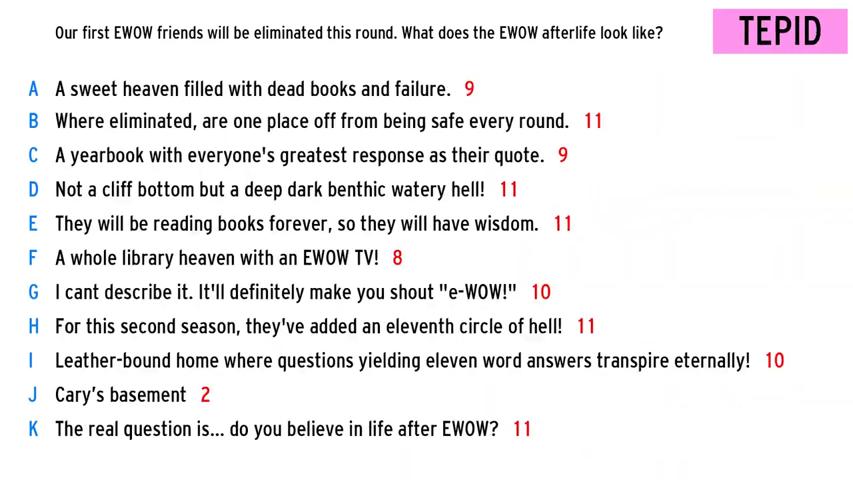 Our first EWOW friends will be eliminated this round. What does the EWOW afterlife look like?
TEPID
A A sweet heaven filled with dead books and failure. 9
B Where eliminated, are one place off from being safe every round. 11
C A yearbook with everyone's greatest response as their quote. 9
D Not a cliff bottom but a deep dark benthic watery hell! 11
E They will be reading books forever, so they will have wisdom. 11
F A whole library heaven with an EWOW TV! 8
G I cant describe it. It'll definitely make you shout "e-WOW!" 10
H For this second season, they've added an eleventh circle of hell! 11
I Leather-bound home where questions yielding eleven word answers transpire eternally! 10
J Cary's basement 2
K The real question is... do you believe in life after EWOW? 11